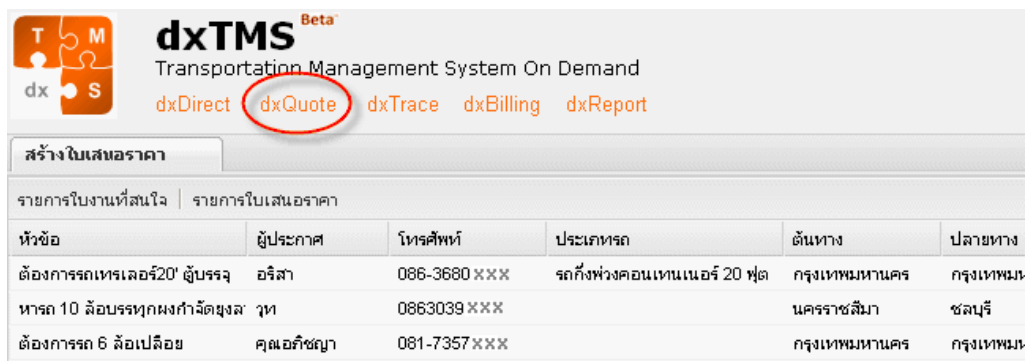 T M
dx S
dxTMS Beta
Transportation Management System On Demand
dxDirect dxQuote dxTrace dxBilling dxReport
สร้างใบเสนอราคา
รายการใบงานที่สนใจ รายการใบเสนอราคา
หัวข้อ ผู้ประกาศ โทรศัพท์ ประเภทรถ ต้นทาง ปลายทาง
ต้องการรถเทรเลอร์20' ตู้บรรจุ อริสา 086-3680XXX รถกึ่งพ่วงคอนเทนเนอร์ 20 ฟุต กรุงเทพมหานคร
หารถ 10 ล้อบรรทุกผงกำจัดยุงลา วุฑ 0863039XXX นครราชสีมา ชลบุรี
ต้องการรถ 6 ล้อเปลือย คุณอภิชญา 081-7357XXX กรุงเทพมหานคร